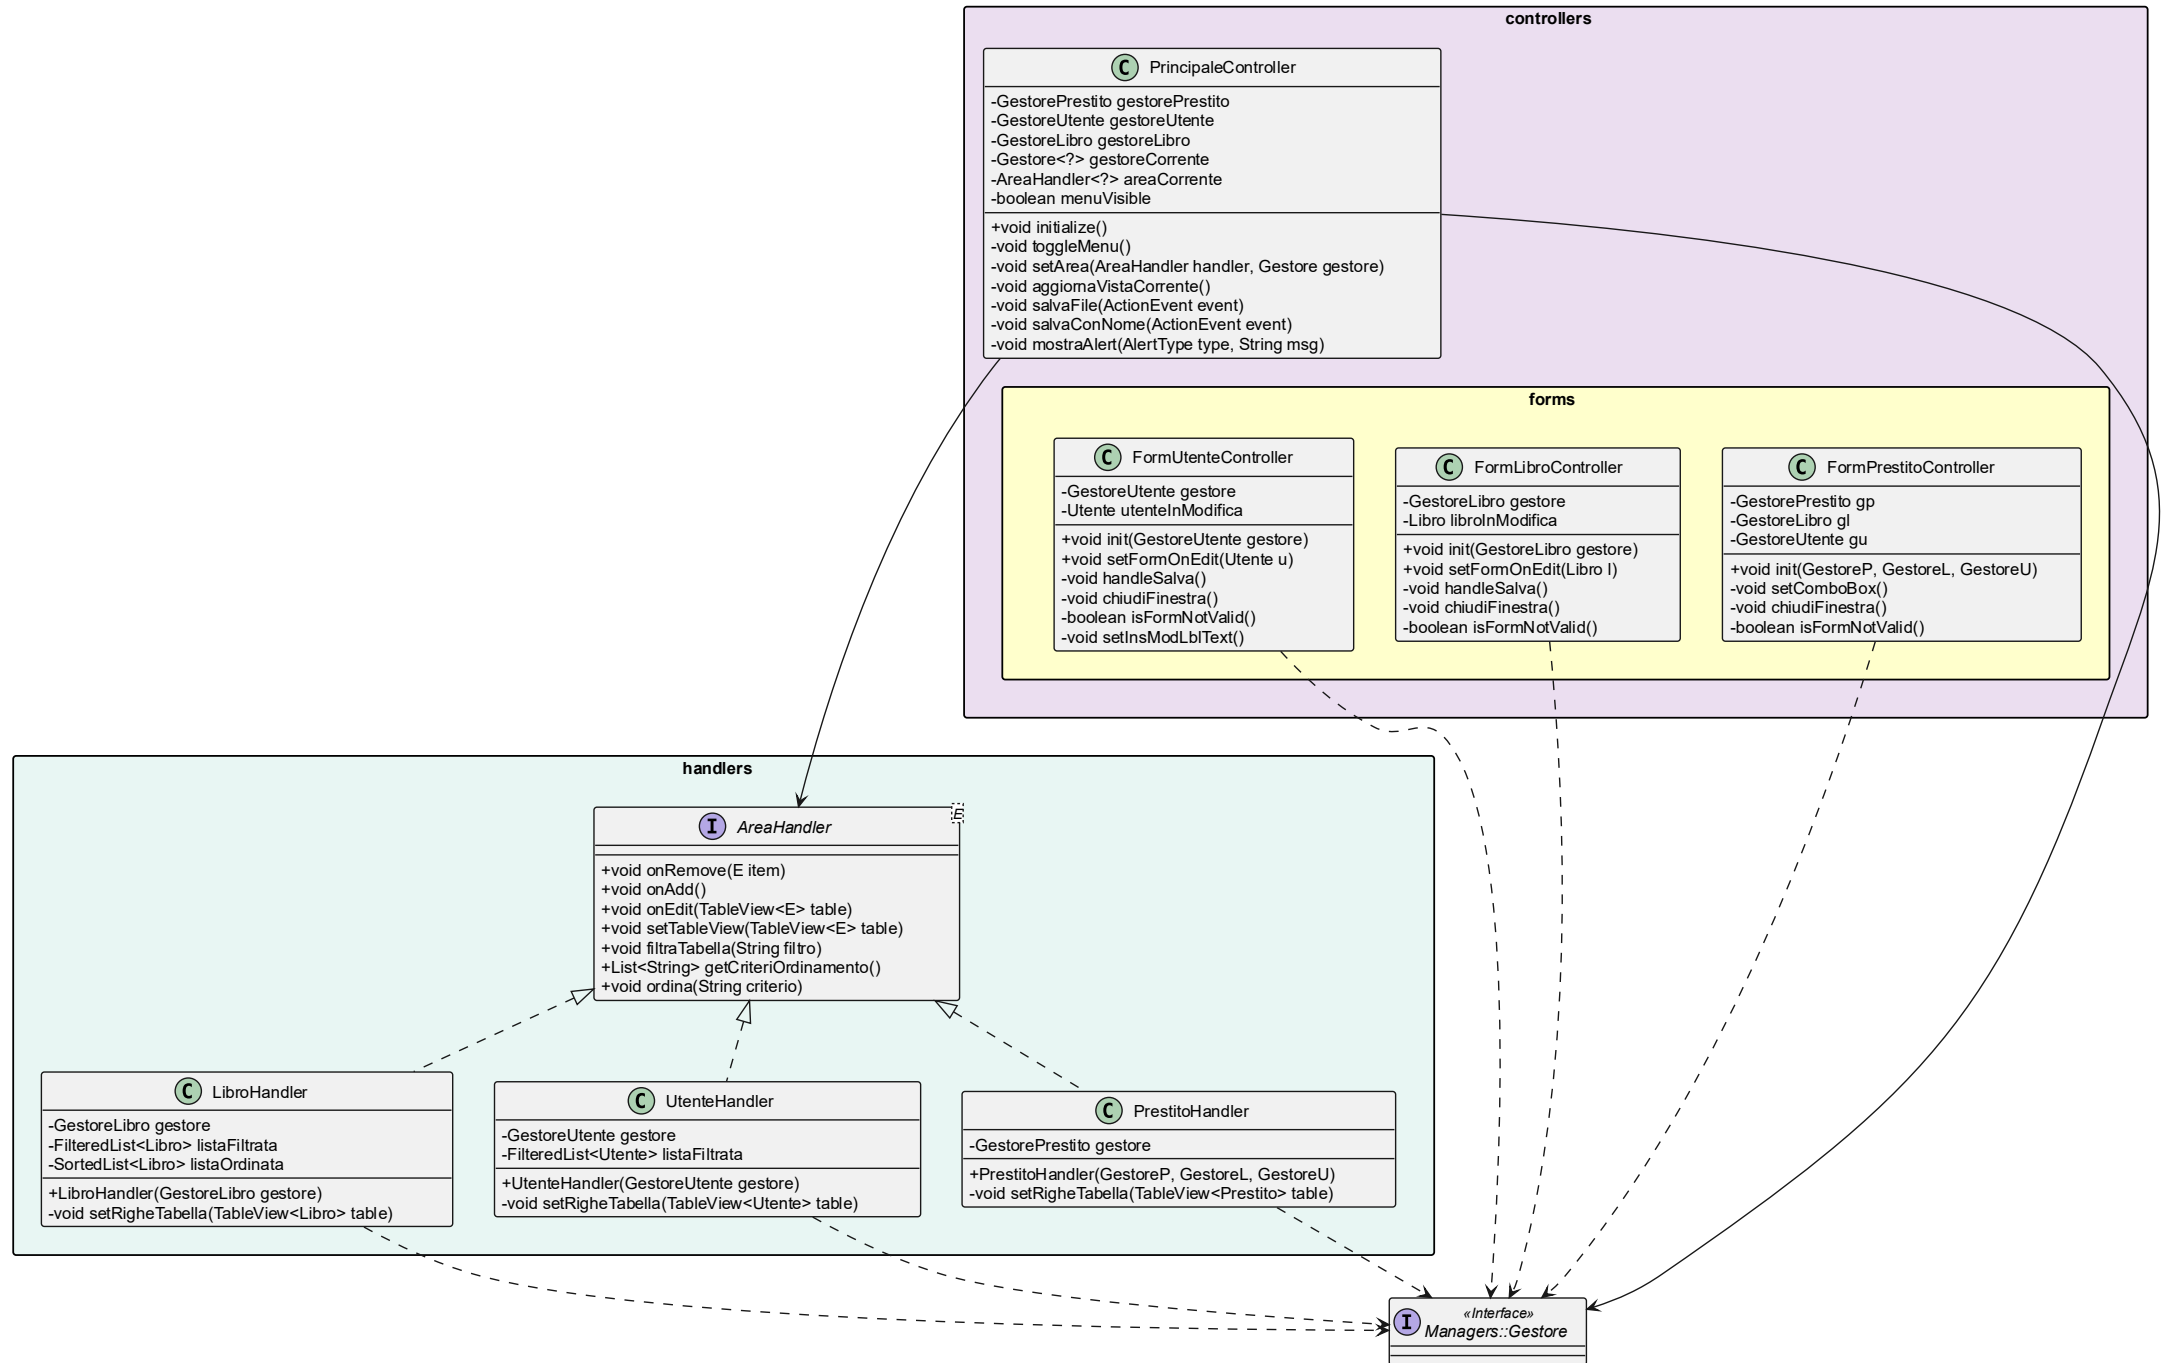 controllers
C PrincipaleController
-GestorePrestito gestorePrestito
-GestoreUtente gestoreUtente
-GestoreLibro gestoreLibro
-Gestore<?> gestoreCorrente
-AreaHandler<?> areaCorrente
-boolean menuVisible
+void initialize()
-void toggleMenu()
-void setArea(AreaHandler handler, Gestore gestore)
-void aggiornaVistaCorrente()
-void salvaFile(ActionEvent event)
-void salvaConNome(ActionEvent event)
-void mostraAlert(AlertType type, String msg)
forms
C FormUtenteController
-GestoreUtente gestore
-Utente utenteInModifica
+void init(GestoreUtente gestore)
+void setFormOnEdit(Utente u)
-void handleSalva()
-void chiudiFinestra()
-boolean isFormNotValid()
-void setInsModLblText()
C FormLibroController
-GestoreLibro gestore
-Libro libroInModifica
+void init(GestoreLibro gestore)
+void setFormOnEdit(Libro l)
-void handleSalva()
-void chiudiFinestra()
-boolean isFormNotValid()
C FormPrestitoController
-GestorePrestito gp
-GestoreLibro gl
-GestoreUtente gu
+void init(GestoreP, GestoreL, GestoreU)
-void setComboBox()
-void chiudiFinestra()
-boolean isFormNotValid()
handlers
I AreaHandler
E
+void onRemove(E item)
+void onAdd()
+void onEdit(TableView<E> table)
+void setTableView(TableView<E> table)
+void filtraTabella(String filtro)
+List<String> getCriteriOrdinamento()
+void ordina(String criterio)
C LibroHandler
-GestoreLibro gestore
-FilteredList<Libro> listaFiltrata
-SortedList<Libro> listaOrdinata
+LibroHandler(GestoreLibro gestore)
-void setRigheTabella(TableView<Libro> table)
C UtenteHandler
-GestoreUtente gestore
-FilteredList<Utente> listaFiltrata
+UtenteHandler(GestoreUtente gestore)
-void setRigheTabella(TableView<Utente> table)
C PrestitoHandler
-GestorePrestito gestore
+PrestitoHandler(GestoreP, GestoreL, GestoreU)
-void setRigheTabella(TableView<Prestito> table)
«Interface»
I Managers::Gestore